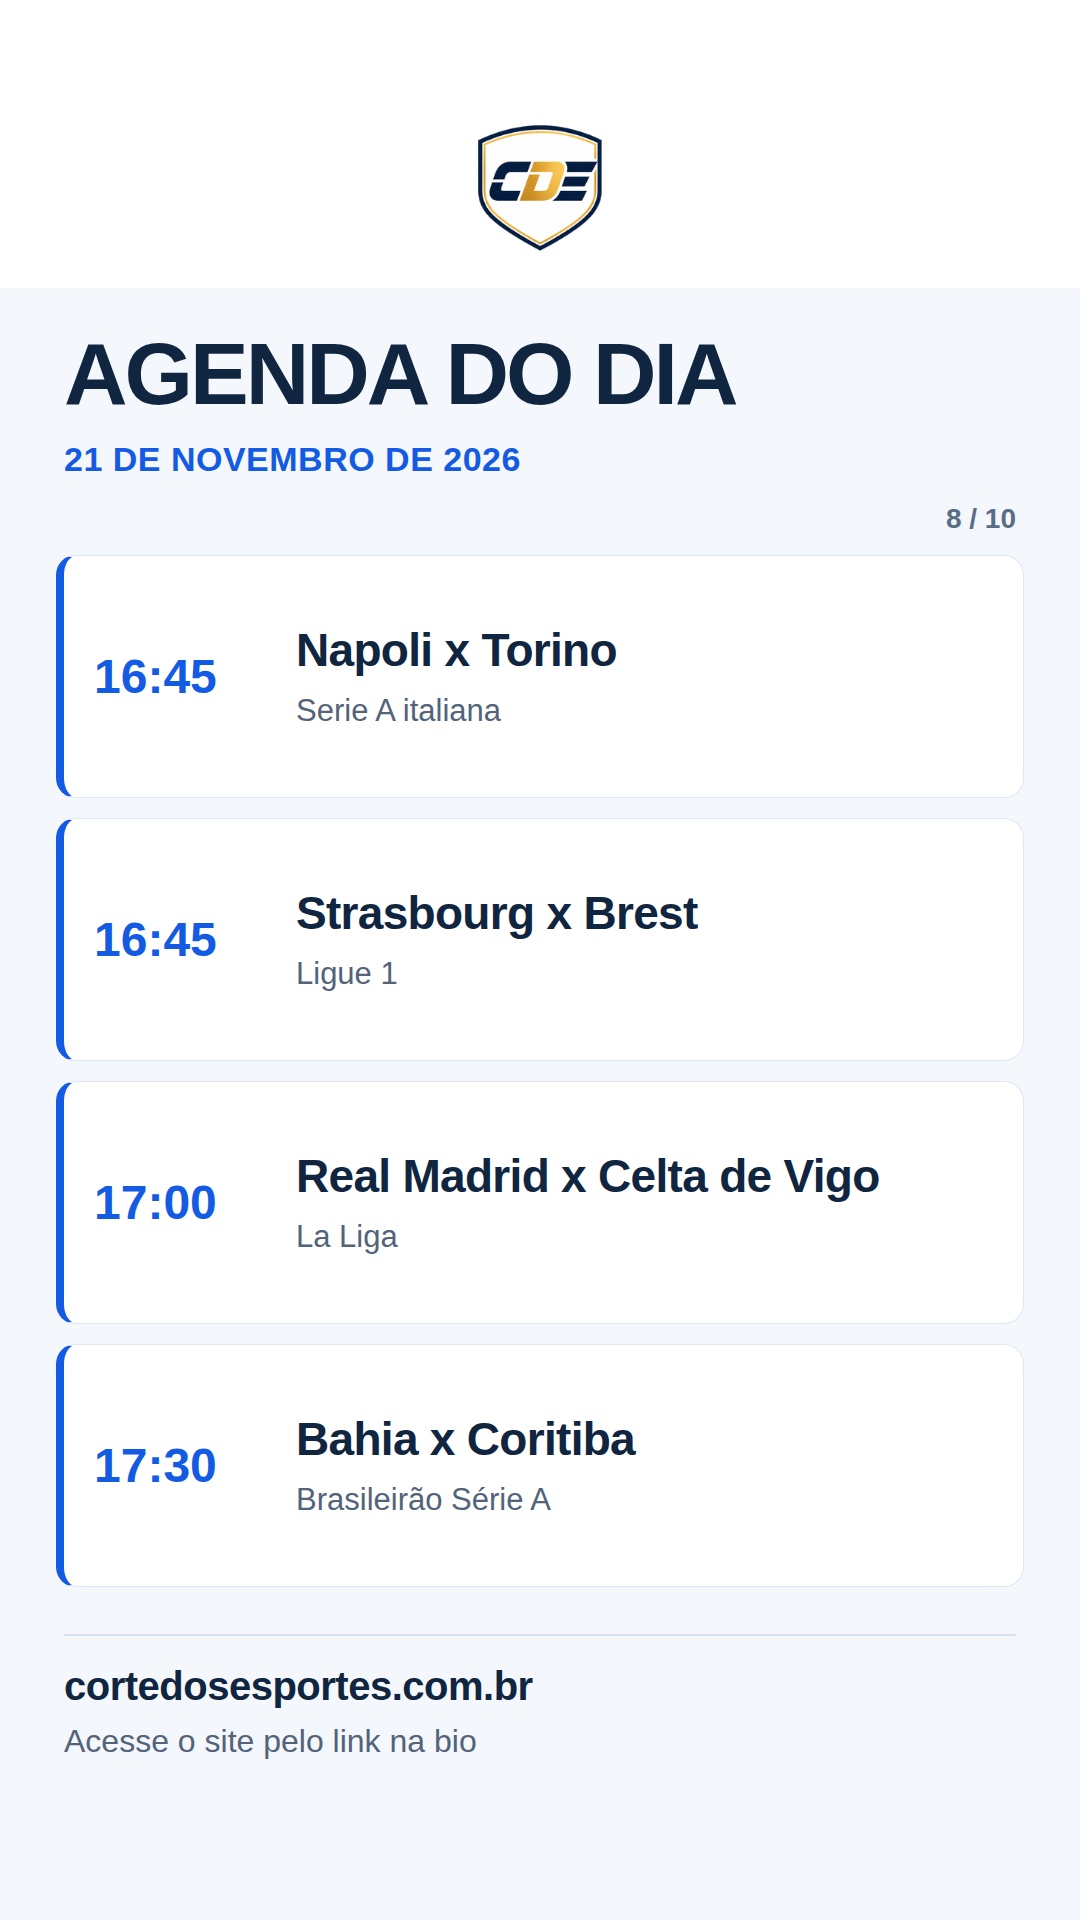 CDE
AGENDA DO DIA
21 DE NOVEMBRO DE 2026
8 / 10
16:45
Napoli x Torino
Serie A italiana
16:45
Strasbourg x Brest
Ligue 1
17:00
Real Madrid x Celta de Vigo
La Liga
17:30
Bahia x Coritiba
Brasileirão Série A
cortedosesportes.com.br
Acesse o site pelo link na bio